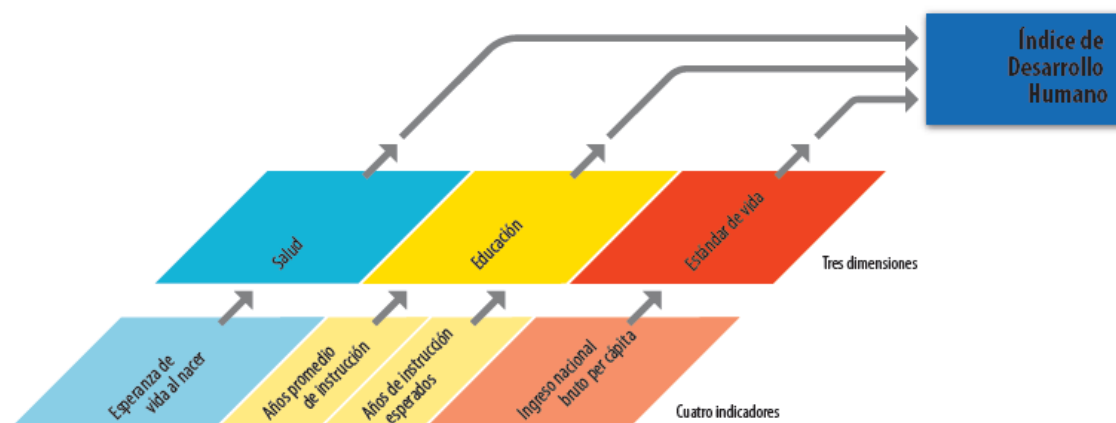 Índice de
Desarrollo
Humano
Salud
Educación
Estándar de vida
Tres dimensiones
Esperanza de
vida al nacer
Años promedio
de instrucción
Años de instrucción
esperados
Ingreso nacional
bruto per cápita
Cuatro indicadores